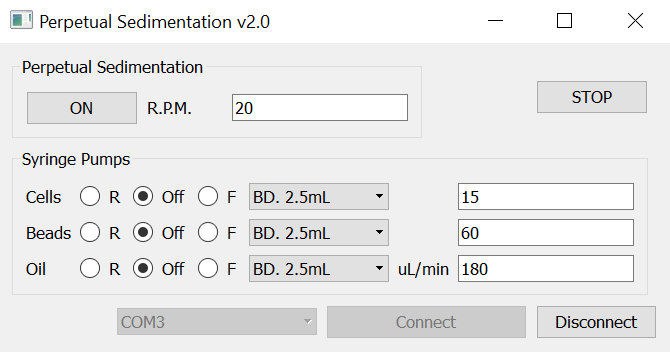 Perpetual Sedimentation v2.0
Perpetual Sedimentation
ON R.P.M. 20 STOP
Syringe Pumps
Cells R Off F BD. 2.5mL 15
Beads R Off F BD. 2.5mL 60
Oil R Off F BD. 2.5mL uL/min 180
COM3 Connect Disconnect